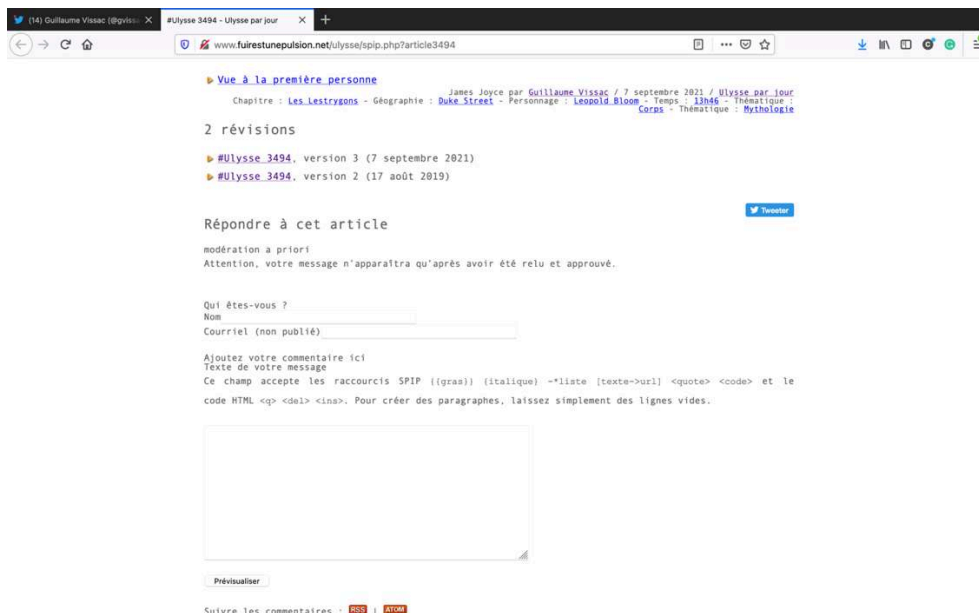 (14) Guillaume Vissac (@gvissa
#Ulysse 3494 - Ulysse par jour
www.fuirestunepulsion.net/ulysse/spip.php?article3494
Vue à la première personne
James Joyce par Guillaume Vissac / 7 septembre 2021 / Ulysse par jour
Chapitre : Les Lestrygons - Géographie : Duke Street - Personnage : Leopold Bloom - Temps : 13h46 - Thématique :
Corps - Thématique : Mythologie
2 révisions
#Ulysse 3494, version 3 (7 septembre 2021)
#Ulysse 3494, version 2 (17 août 2019)
Tweeter
Répondre à cet article
modération a priori
Attention, votre message n'apparaîtra qu'après avoir été relu et approuvé.
Qui êtes-vous ?
Nom
Courriel (non publié)
Ajoutez votre commentaire ici
Texte de votre message
Ce champ accepte les raccourcis SPIP {{gras}} {italique} -*liste [texte->url] <quote> <code> et le
code HTML <q> <del> <ins>. Pour créer des paragraphes, laissez simplement des lignes vides.
Prévisualiser
Suivre les commentaires : RSS | ATOM